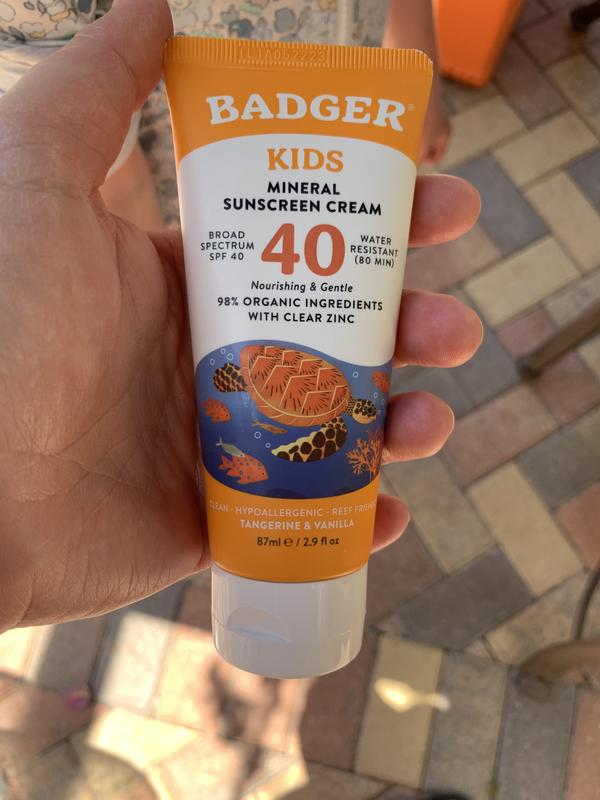 BADGER®
KIDS
MINERAL
SUNSCREEN CREAM
BROAD
SPECTRUM
SPF 40
40
WATER
RESISTANT
(80 MIN)
Nourishing & Gentle
98% ORGANIC INGREDIENTS
WITH CLEAR ZINC
CLEAN - HYPOALLERGENIC - REEF
TANGERINE & VANILLA
87ml ℮ / 2.9 fl oz